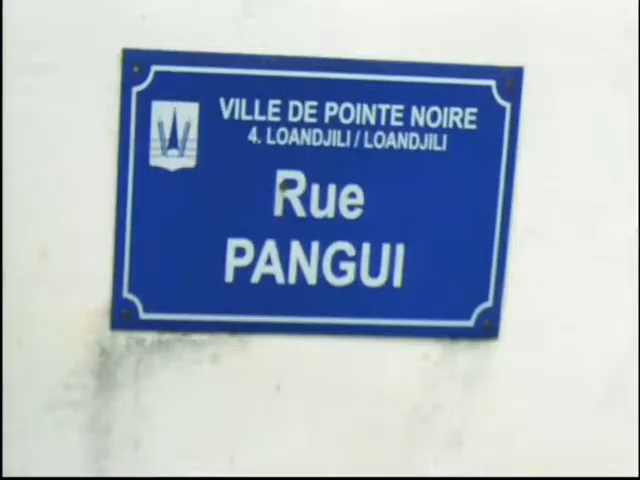 VILLE DE POINTE NOIRE
4. LOANDJILI / LOANDJILI
Rue
PANGUI